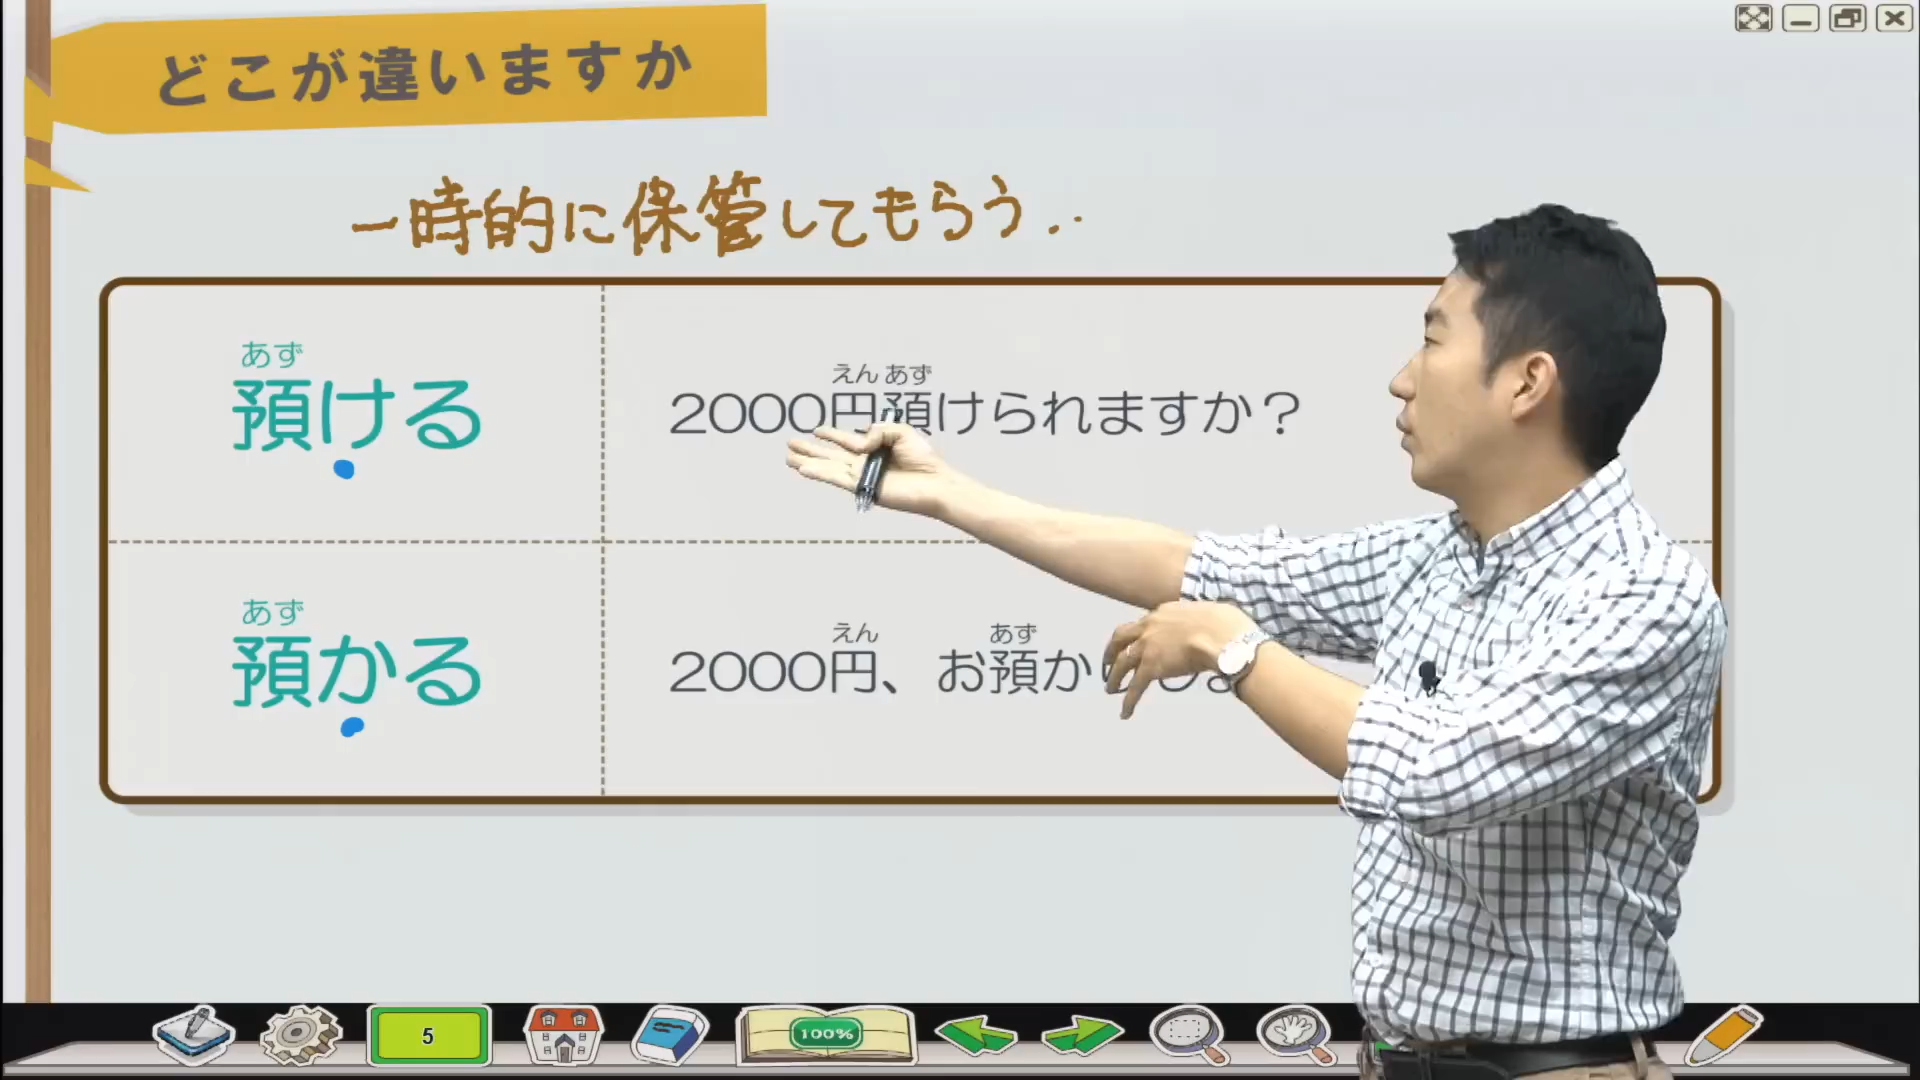 どこが違いますか
一時的に保管してもらう..
あず
預ける
えん あず
2000円預けられますか？
あず
預かる
えん あず
2000円、お預かりしま
5
100%